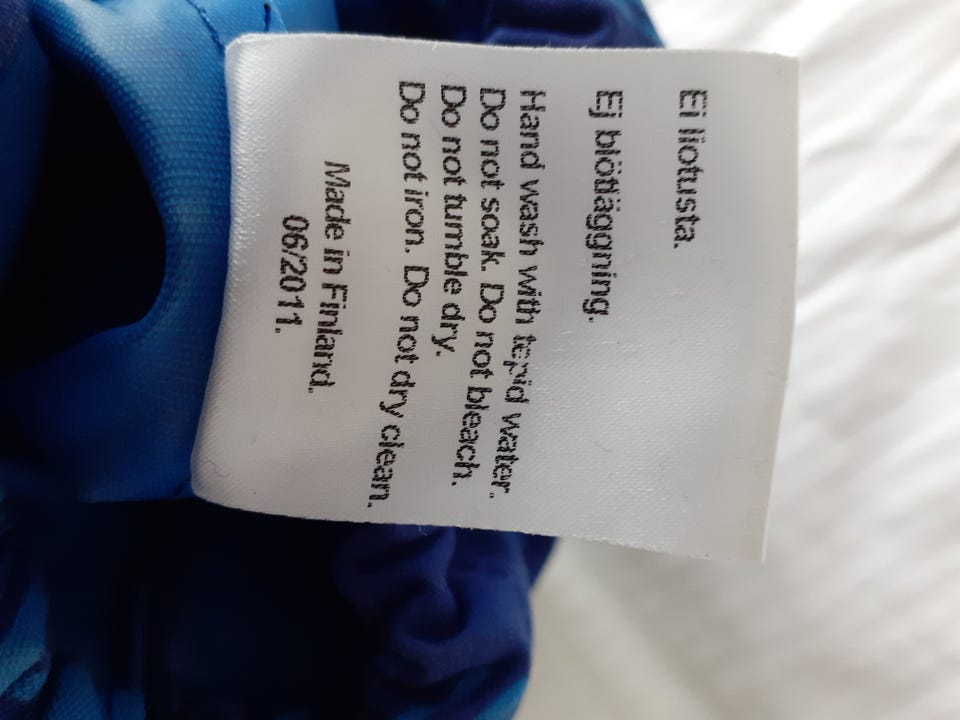 Ei liotusta.
Ej blötläggning.
Hand wash with tepid water.
Do not soak. Do not bleach.
Do not tumble dry.
Do not iron. Do not dry clean.
Made in Finland.
06/2011.